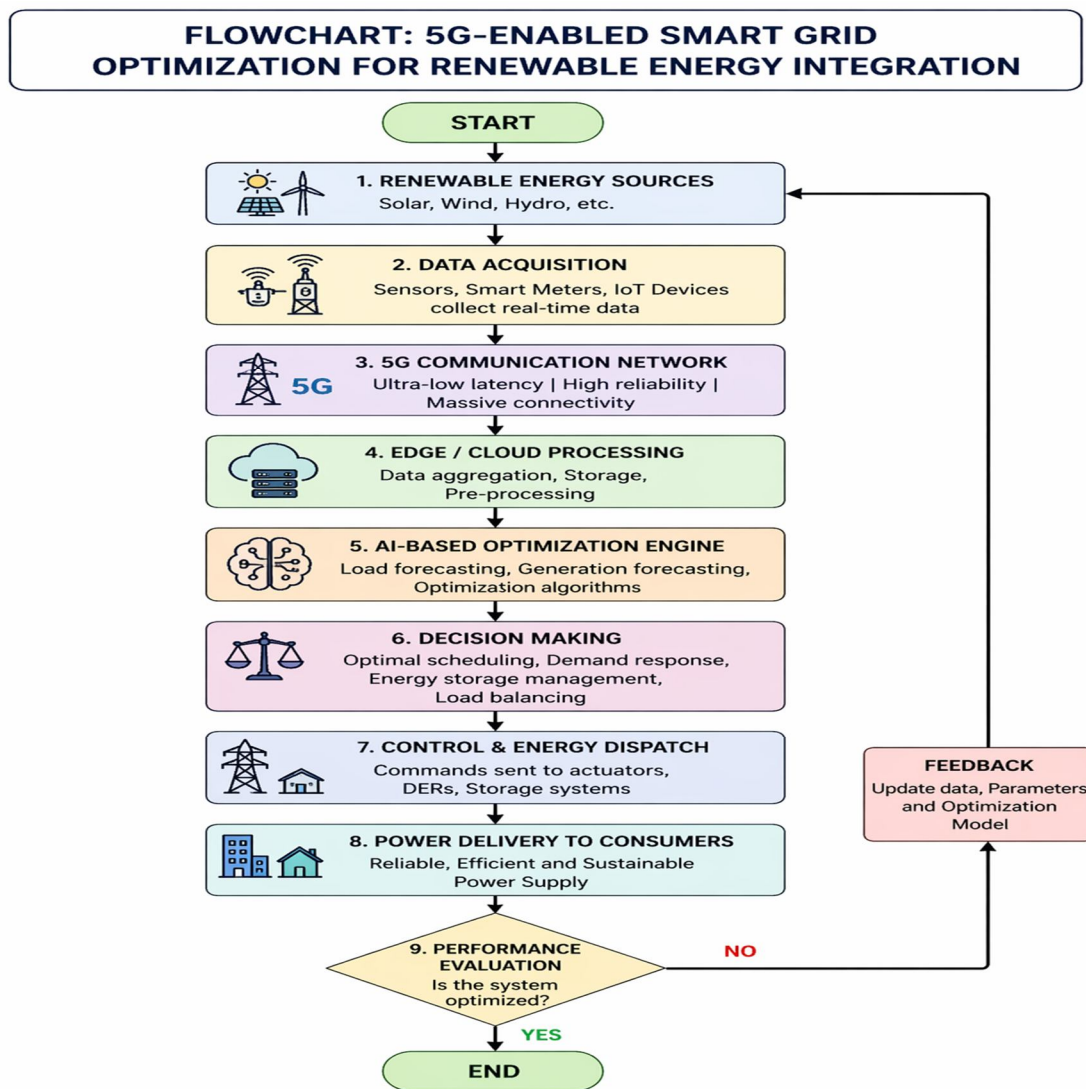 FLOWCHART: 5G-ENABLED SMART GRID
OPTIMIZATION FOR RENEWABLE ENERGY INTEGRATION
START
1. RENEWABLE ENERGY SOURCES
Solar, Wind, Hydro, etc.
2. DATA ACQUISITION
Sensors, Smart Meters, IoT Devices
collect real-time data
3. 5G COMMUNICATION NETWORK
5G
Ultra-low latency | High reliability |
Massive connectivity
4. EDGE / CLOUD PROCESSING
Data aggregation, Storage,
Pre-processing
5. AI-BASED OPTIMIZATION ENGINE
Load forecasting, Generation forecasting,
Optimization algorithms
6. DECISION MAKING
Optimal scheduling, Demand response,
Energy storage management,
Load balancing
7. CONTROL & ENERGY DISPATCH
Commands sent to actuators,
DERs, Storage systems
8. POWER DELIVERY TO CONSUMERS
Reliable, Efficient and Sustainable
Power Supply
9. PERFORMANCE
EVALUATION
Is the system
optimized?
NO
FEEDBACK
Update data, Parameters
and Optimization
Model
YES
END